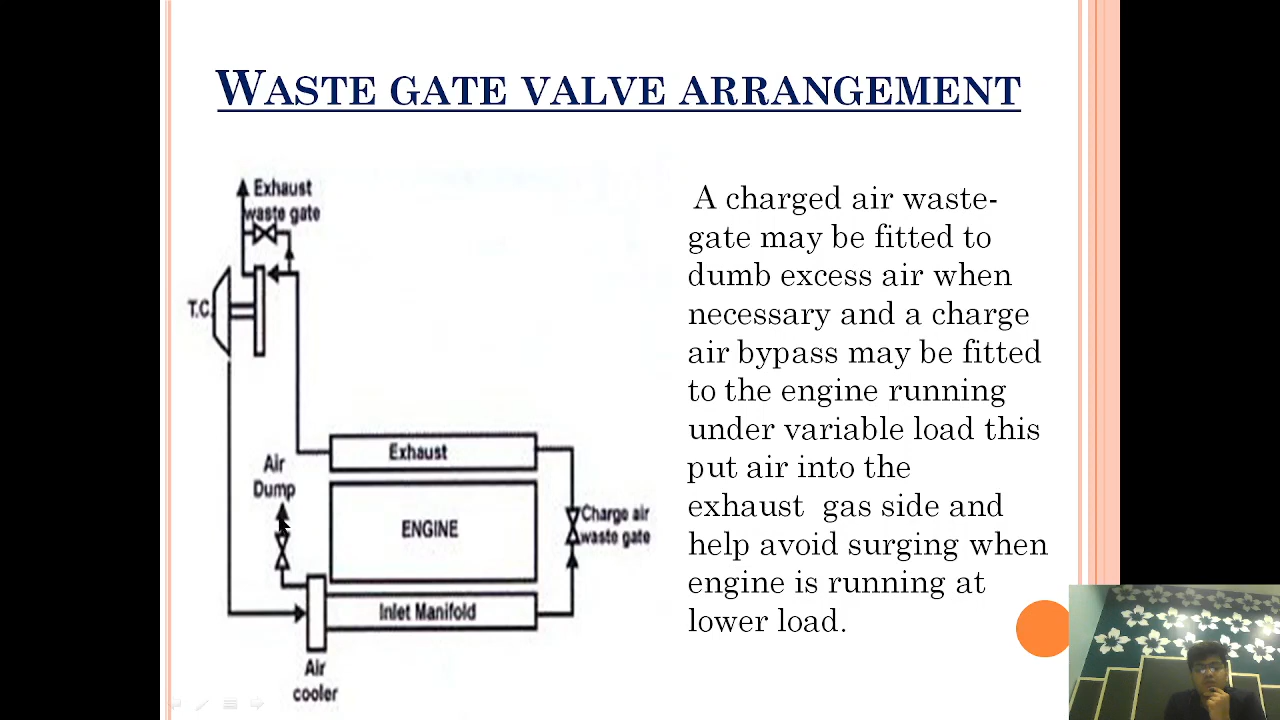 WASTE GATE VALVE ARRANGEMENT
Exhaust
waste gate
T.C.
Air
Dump
Exhaust
ENGINE
Charge air
waste gate
Inlet Manifold
Air
cooler
A charged air waste-
gate may be fitted to
dumb excess air when
necessary and a charge
air bypass may be fitted
to the engine running
under variable load this
put air into the
exhaust gas side and
help avoid surging when
engine is running at
lower load.